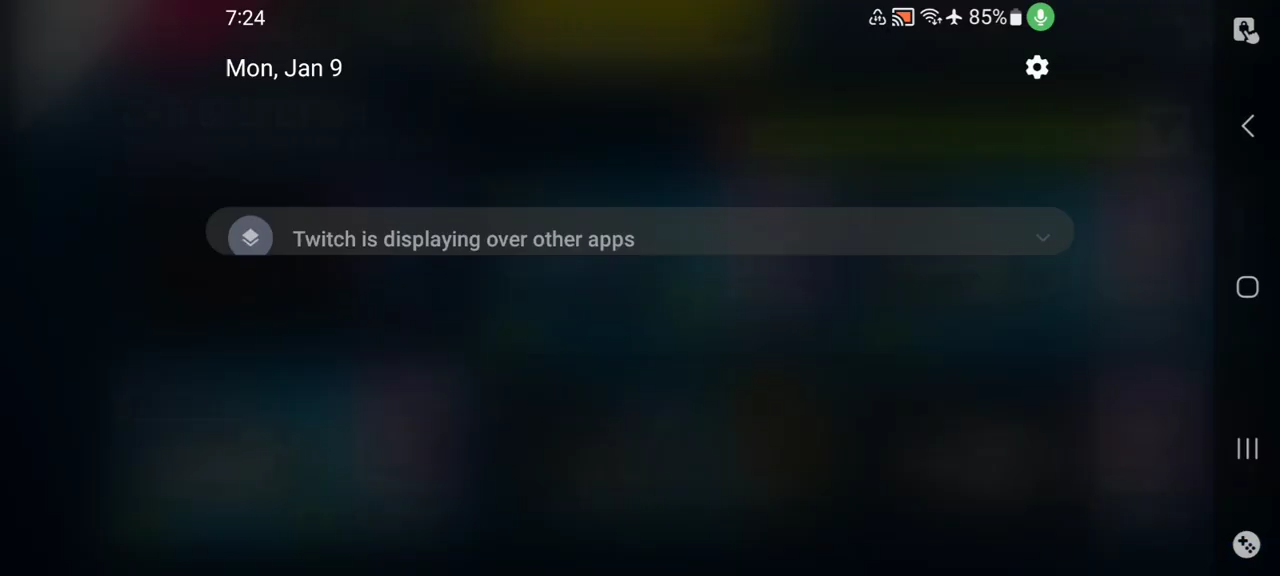 7:24
85%
Mon, Jan 9
Twitch is displaying over other apps